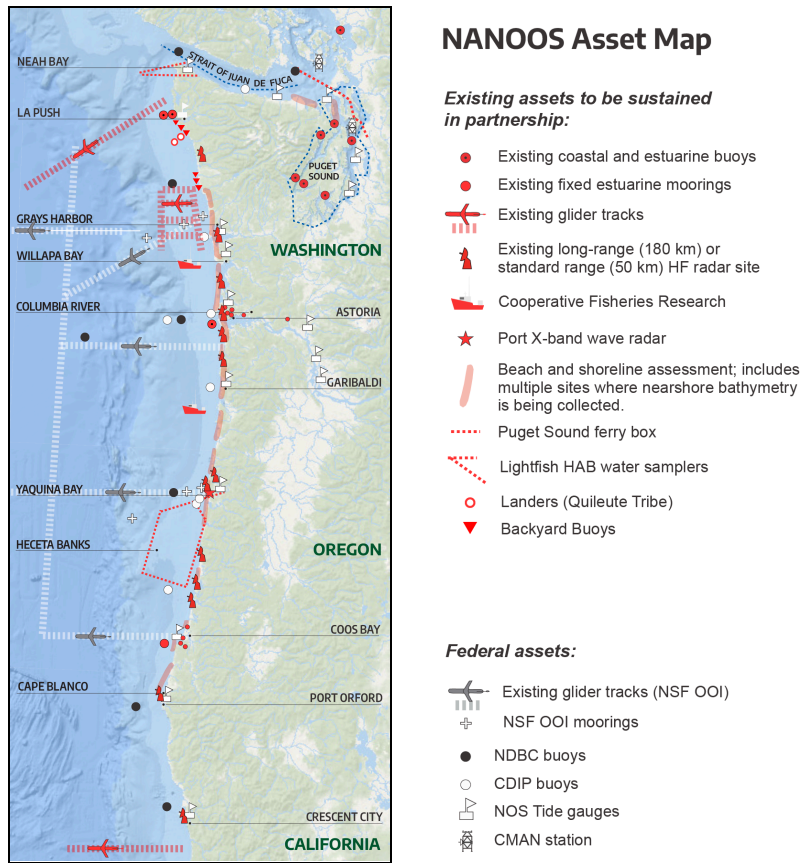 NANOOS Asset Map
Existing assets to be sustained
in partnership:
Existing coastal and estuarine buoys
Existing fixed estuarine moorings
Existing glider tracks
Existing long-range (180 km) or
standard range (50 km) HF radar site
Cooperative Fisheries Research
Port X-band wave radar
Beach and shoreline assessment; includes
multiple sites where nearshore bathymetry
is being collected.
Puget Sound ferry box
Lightfish HAB water samplers
Landers (Quileute Tribe)
Backyard Buoys
Federal assets:
Existing glider tracks (NSF OOI)
NSF OOI moorings
NDBC buoys
CDIP buoys
NOS Tide gauges
CMAN station
NEAH BAY
STRAIT OF JUAN DE FUCA
LA PUSH
PUGET
SOUND
GRAYS HARBOR
WASHINGTON
WILLAPA BAY
COLUMBIA RIVER
ASTORIA
GARIBALDI
YAQUINA BAY
HECETA BANKS
OREGON
COOS BAY
CAPE BLANCO
PORT ORFORD
CRESCENT CITY
CALIFORNIA